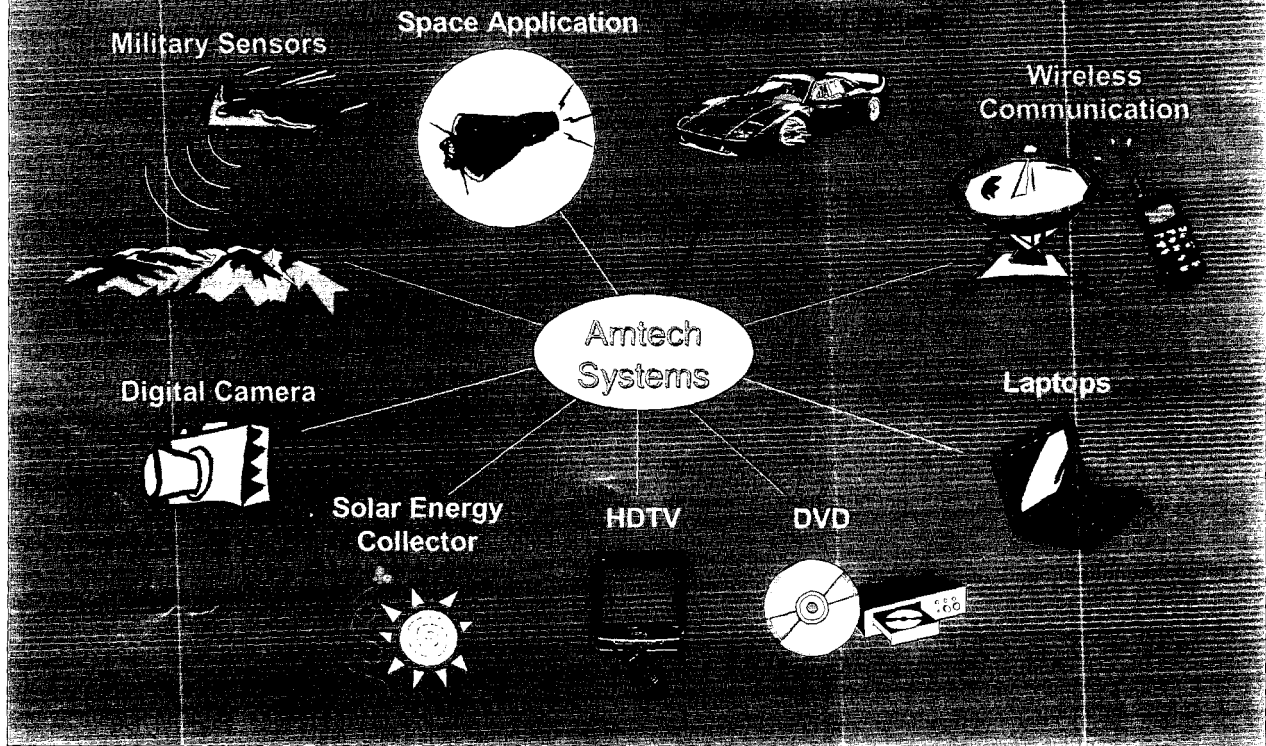 Space Application
Military Sensors
Wireless
Communication
Amtech
Systems
Digital Camera
Laptops
Solar Energy
Collector
HDTV
DVD